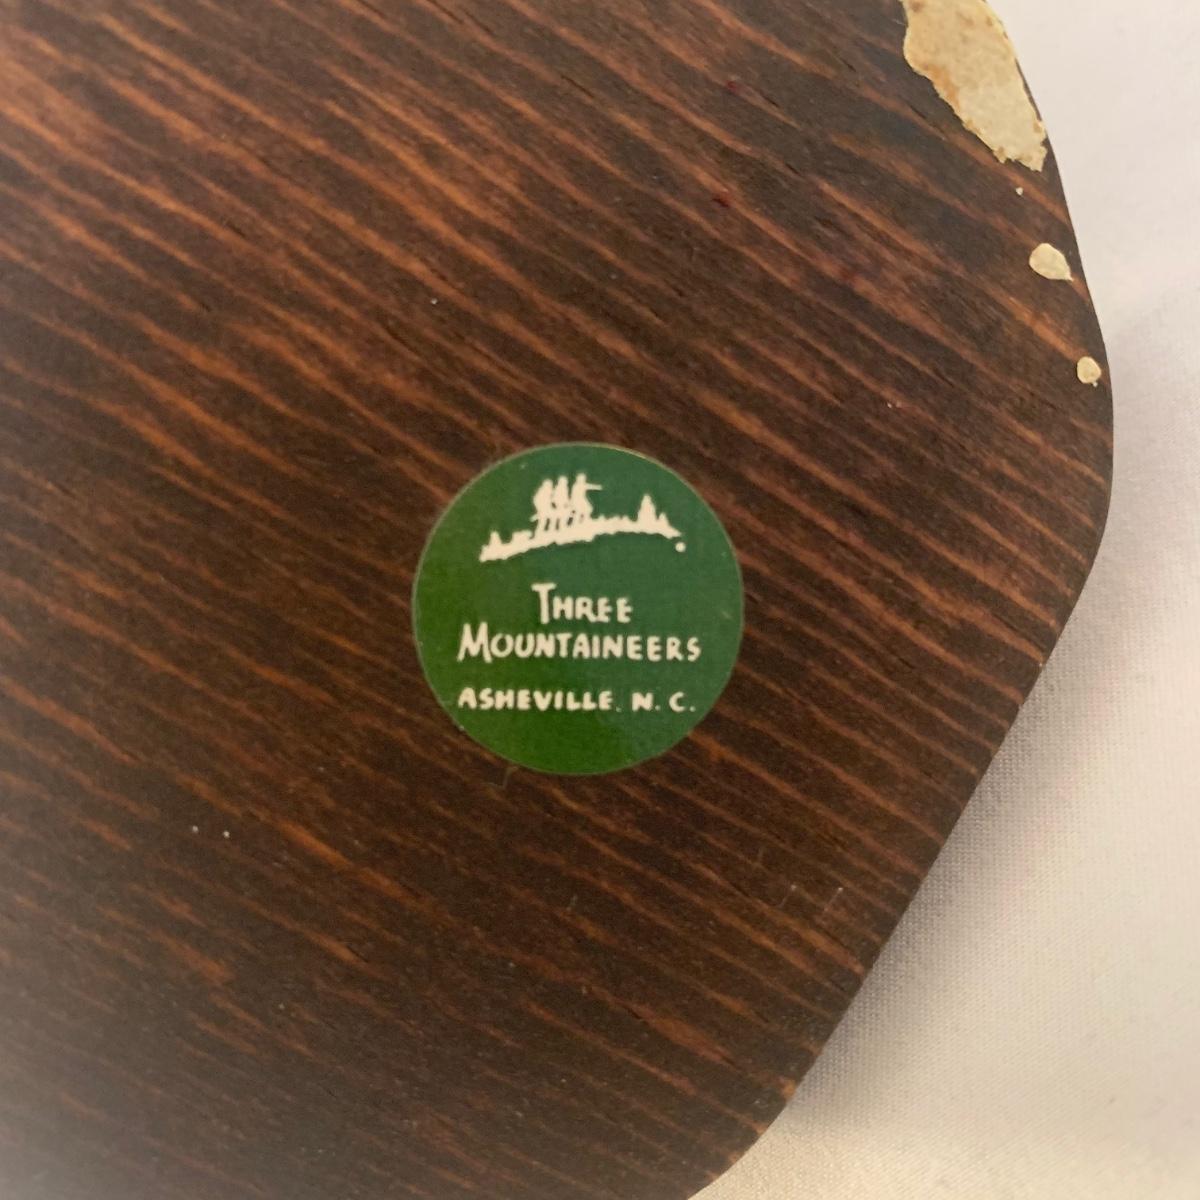 THREE
MOUNTAINEERS
ASHEVILLE, N. C.